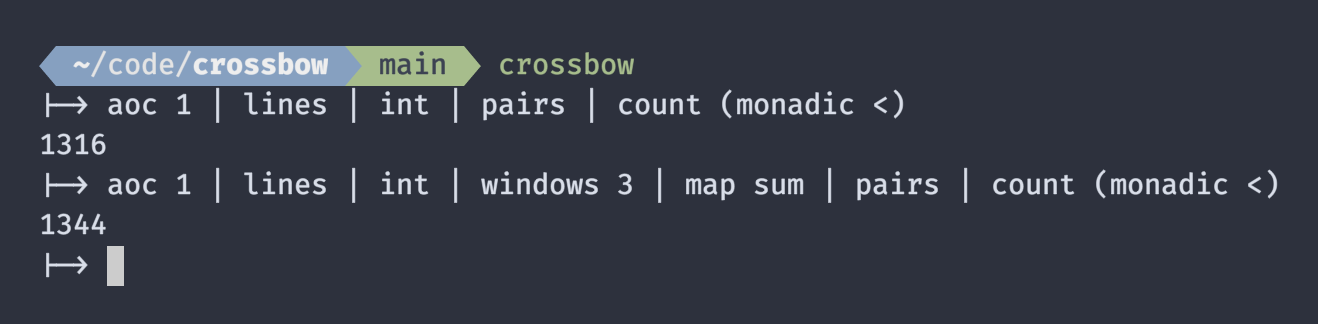 ~/code/crossbow main crossbow
↦ aoc 1 | lines | int | pairs | count (monadic <)
1316
↦ aoc 1 | lines | int | windows 3 | map sum | pairs | count (monadic <)
1344
↦